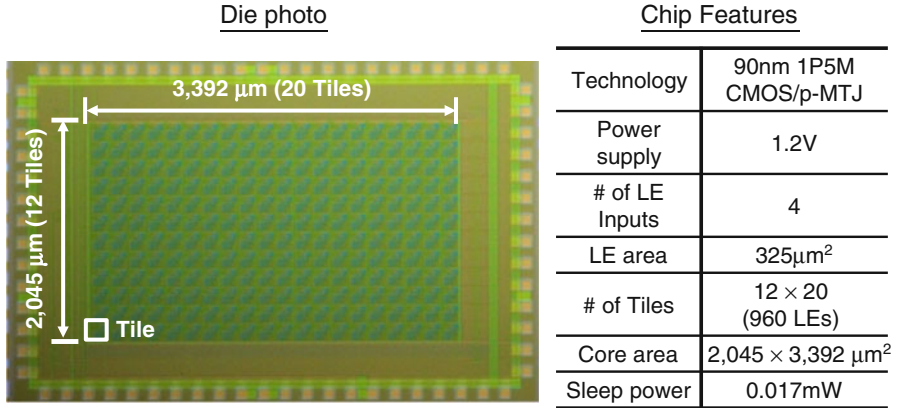 Die photo
3,392 μm (20 Tiles)
2,045 μm (12 Tiles)
Tile
Chip Features
Technology
90nm 1P5M
CMOS/p-MTJ
Power
supply
1.2V
# of LE
Inputs
4
LE area
325μm²
# of Tiles
12 × 20
(960 LEs)
Core area
2,045 × 3,392 μm²
Sleep power
0.017mW